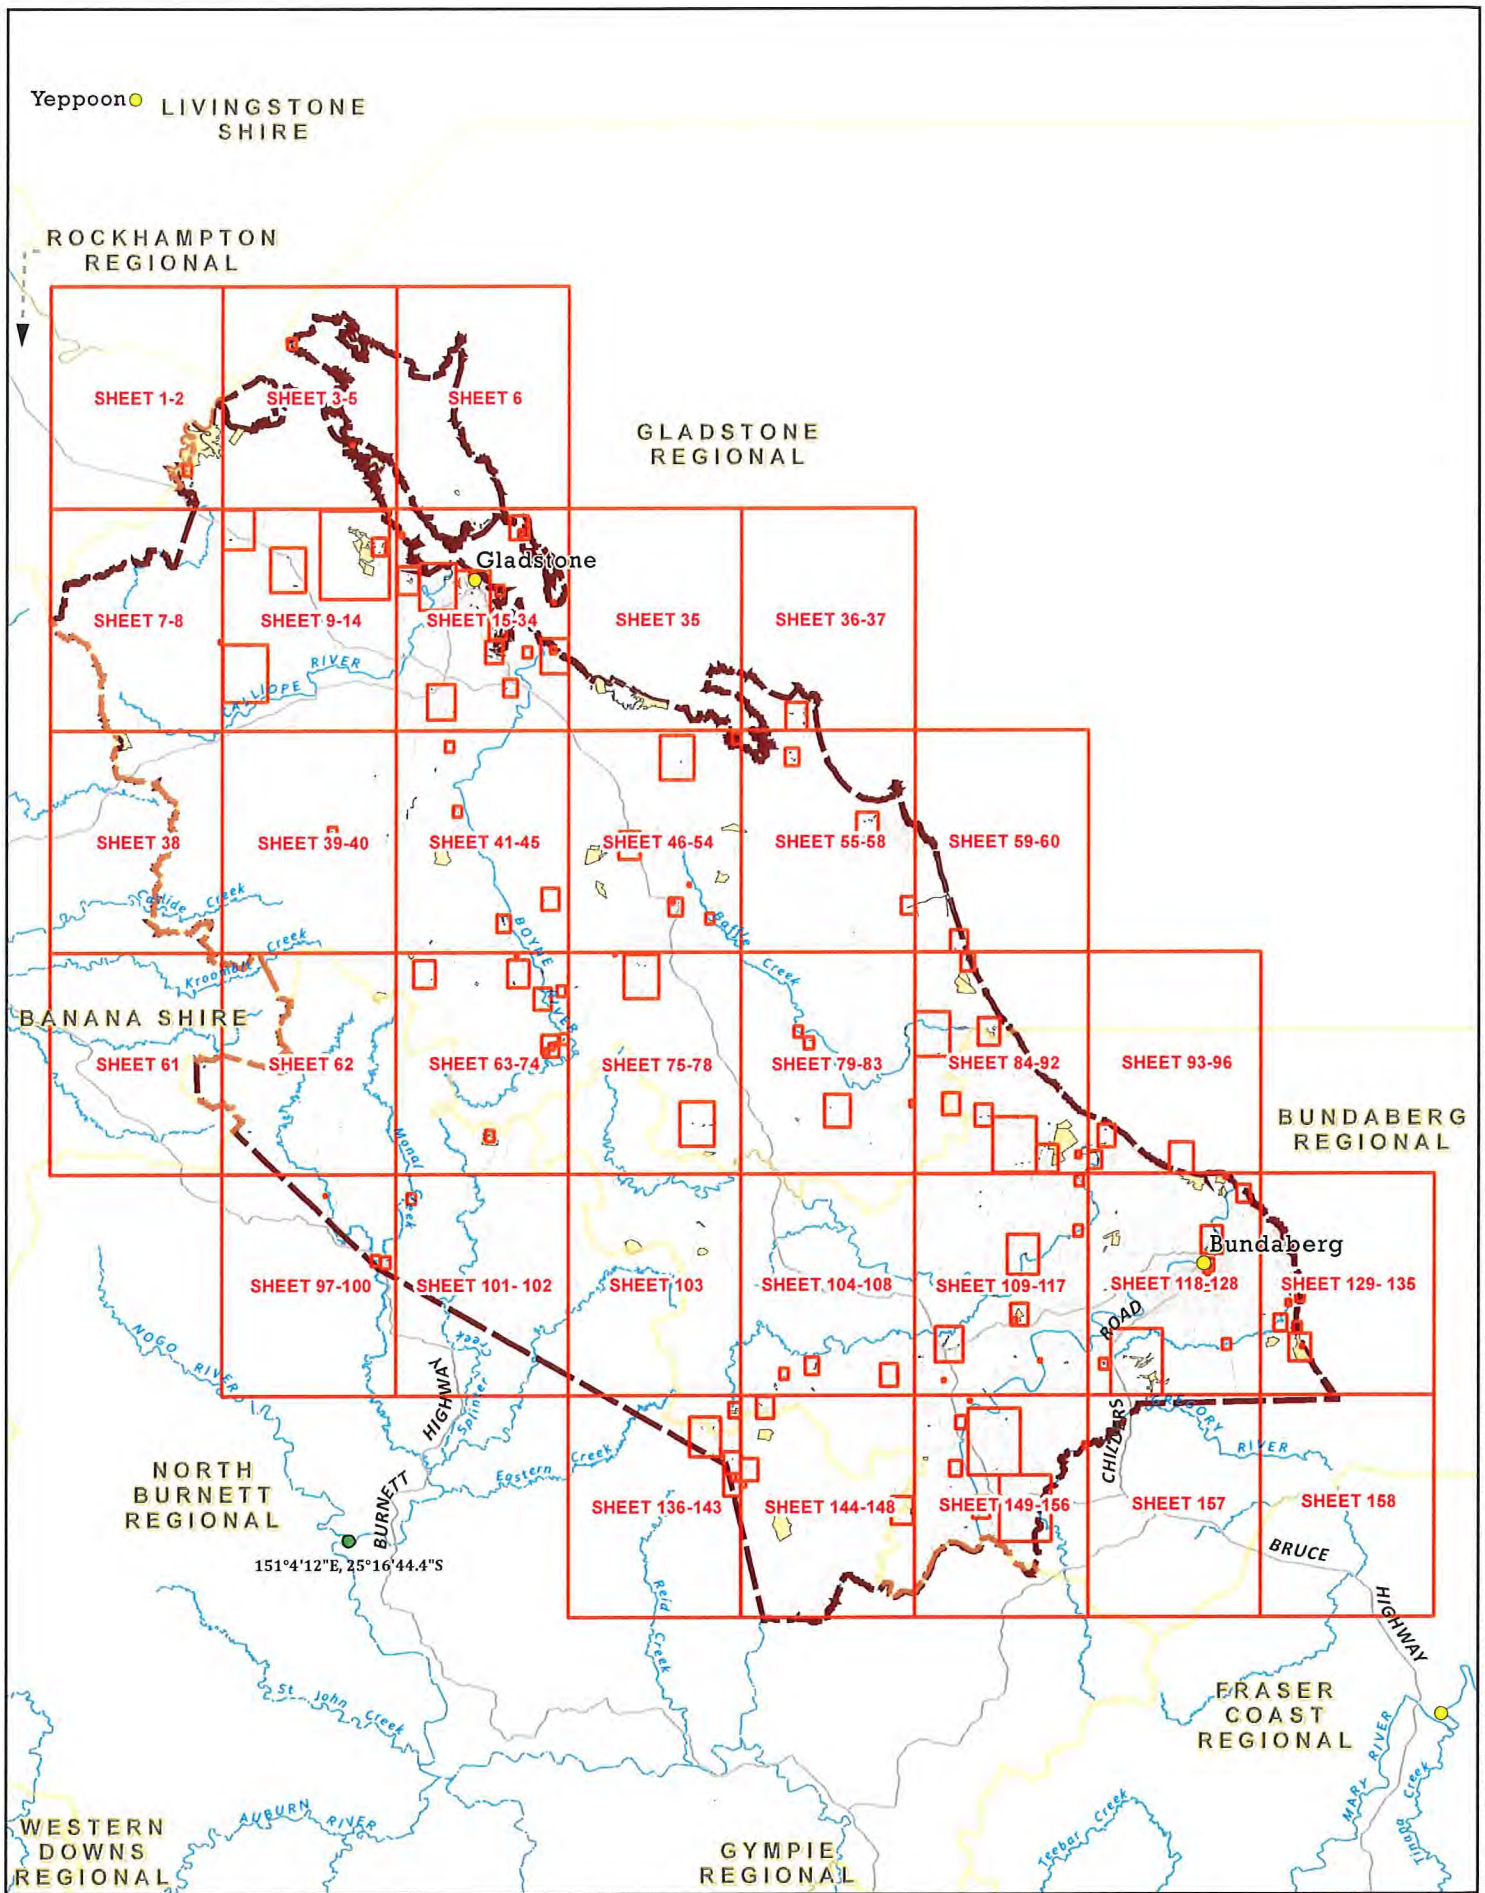 Yeppoon
LIVINGSTONE
SHIRE
ROCKHAMPTON
REGIONAL
SHEET 1-2
SHEET 3-5
SHEET 6
GLADSTONE
REGIONAL
Gladstone
SHEET 7-8
SHEET 9-14
SHEET 15-34
SHEET 35
SHEET 36-37
ALLIOPE
RIVER
SHEET 38
SHEET 39-40
SHEET 41-45
SHEET 46-54
SHEET 55-58
SHEET 59-60
Callide Creek
Kroombit Creek
BOYNE
RIVER
Baffle
Creek
BANANA SHIRE
SHEET 61
SHEET 62
SHEET 63-74
SHEET 75-78
SHEET 79-83
SHEET 84-92
SHEET 93-96
BUNDABERG
REGIONAL
Monal
Creek
Bundaberg
SHEET 97-100
SHEET 101- 102
SHEET 103
SHEET 104-108
SHEET 109-117
SHEET 118-128
SHEET 129- 135
ROAD
NOGO RIVER
Splinter
Creek
HIGHWAY
CHILDERS
GREGORY
RIVER
Eastern Creek
NORTH
BURNETT
REGIONAL
BURNETT
SHEET 136-143
SHEET 144-148
SHEET 149-156
SHEET 157
SHEET 158
151°4'12"E, 25°16'44.4"S
BRUCE
HIGHWAY
Reid
Creek
St John Creek
FRASER
COAST
REGIONAL
MARY RIVER
Tinana Creek
AUBURN RIVER
WESTERN
DOWNS
REGIONAL
GYMPIE
REGIONAL
Teebar Creek